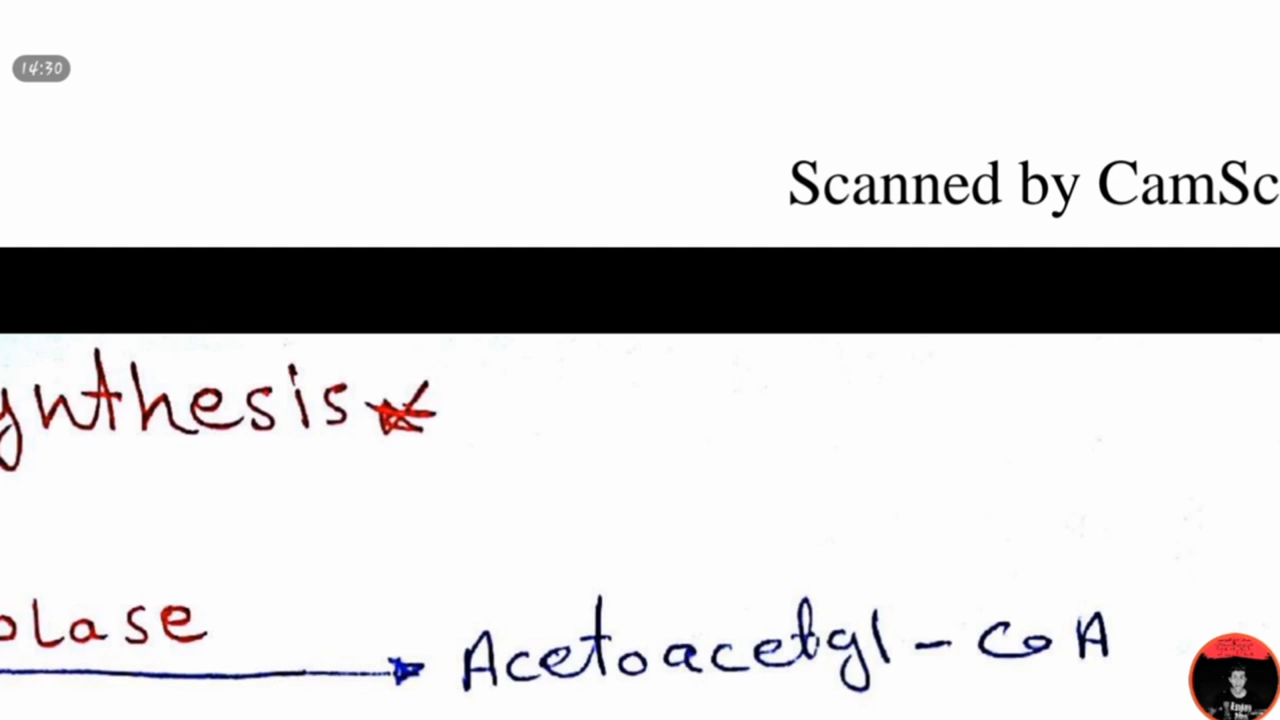 14:30
Scanned by CamSc
ynthesis
olase
Acetoacetyl - CoA